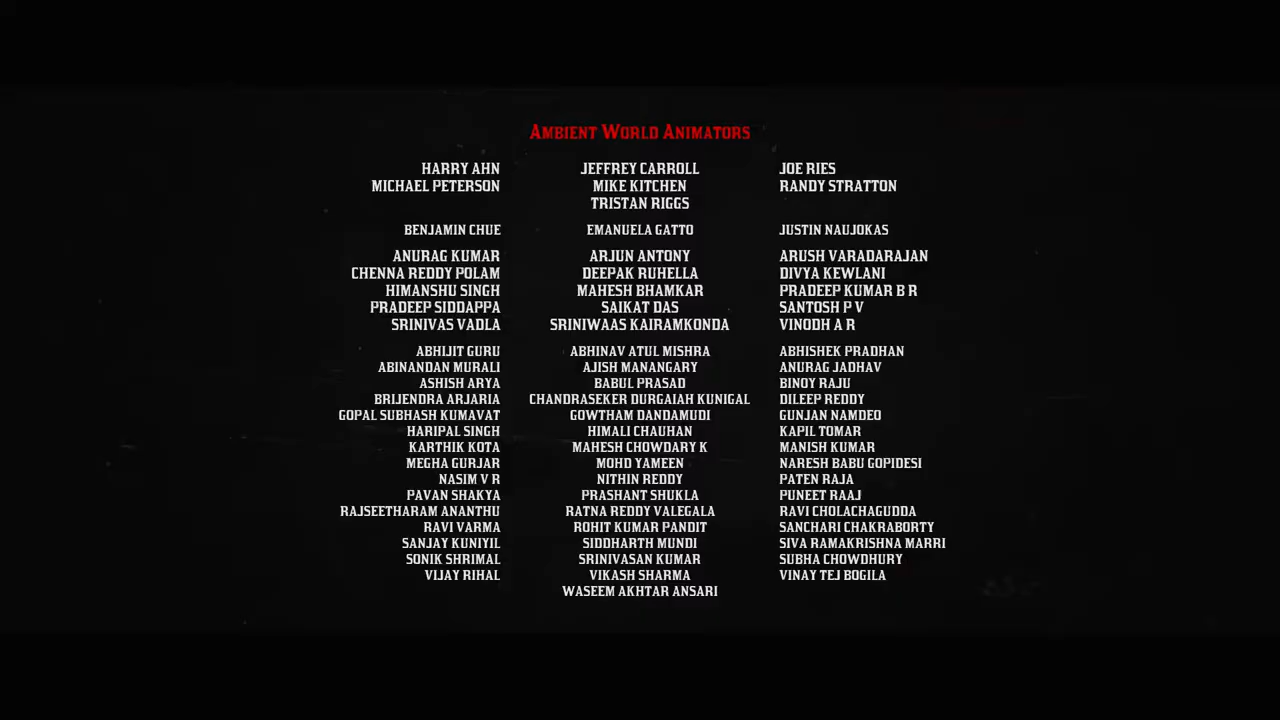 AMBIENT WORLD ANIMATORS
HARRY AHN JEFFREY CARROLL JOE RIES
MICHAEL PETERSON MIKE KITCHEN RANDY STRATTON
TRISTAN RIGGS
BENJAMIN CHUE EMANUELA GATTO JUSTIN NAUJOKAS
ANURAG KUMAR ARJUN ANTONY ARUSH VARADARAJAN
CHENNA REDDY POLAM DEEPAK RUHELLA DIVYA KEWLANI
HIMANSHU SINGH MAHESH BHAMKAR PRADEEP KUMAR B R
PRADEEP SIDDAPPA SAIKAT DAS SANTOSH P V
SRINIVAS VADLA SRINIWAAS KAIRAMKONDA VINODH A R
ABHIJIT GURU ABHINAV ATUL MISHRA ABHISHEK PRADHAN
ABINANDAN MURALI AJISH MANANGARY ANURAG JADHAV
ASHISH ARYA BABUL PRASAD BINOY RAJU
BRIJENDRA ARJARIA CHANDRASEKER DURGAIAH KUNIGAL DILEEP REDDY
GOPAL SUBHASH KUMAVAT GOWTHAM DANDAMUDI GUNJAN NAMDEO
HARIPAL SINGH HIMALI CHAUHAN KAPIL TOMAR
KARTHIK KOTA MAHESH CHOWDARY K MANISH KUMAR
MEGHA GURJAR MOHD YAMEEN NARESH BABU GOPIDESI
NASIM V R NITHIN REDDY PATEN RAJA
PAVAN SHAKYA PRASHANT SHUKLA PUNEET RAAJ
RAJSEETHARAM ANANTHU RATNA REDDY VALEGALA RAVI CHOLACHAGUDDA
RAVI VARMA ROHIT KUMAR PANDIT SANCHARI CHAKRABORTY
SANJAY KUNIYIL SIDDHARTH MUNDI SIVA RAMAKRISHNA MARRI
SONIK SHRIMAL SRINIVASAN KUMAR SUBHA CHOWDHURY
VIJAY RIHAL VIKASH SHARMA VINAY TEJ BOGILA
WASEEM AKHTAR ANSARI